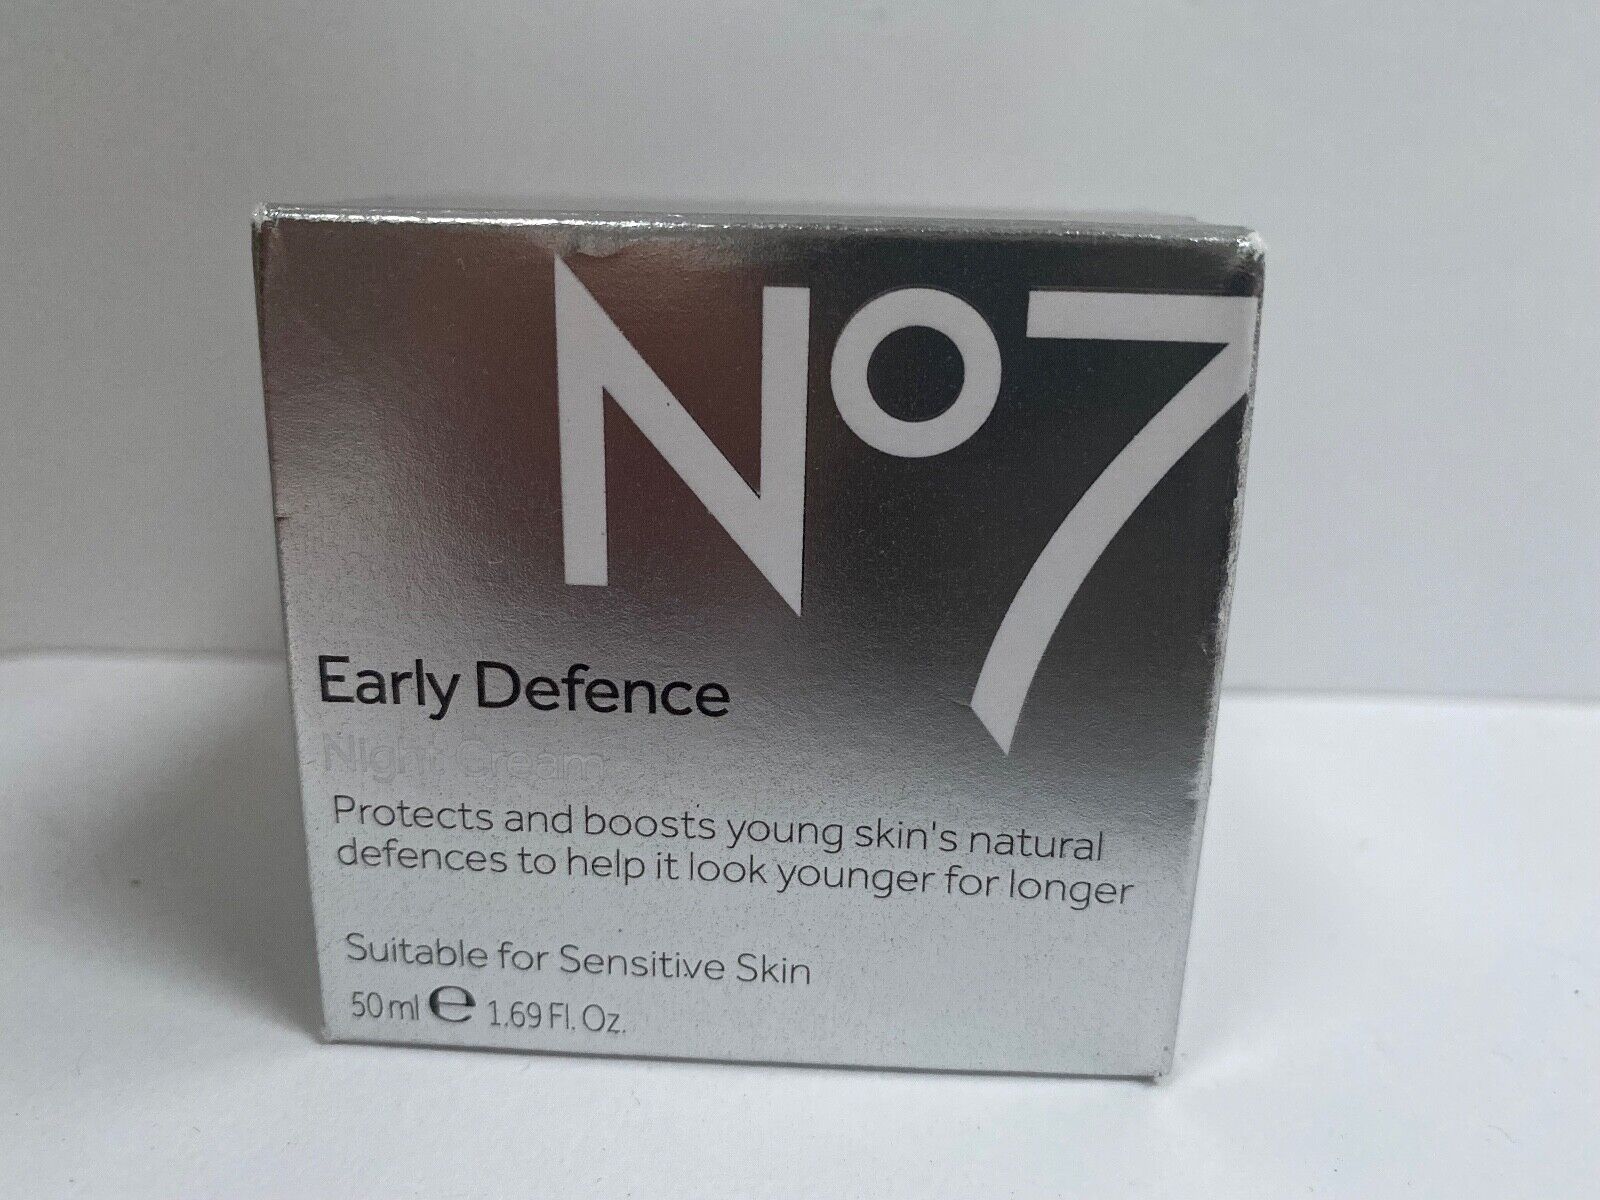 No7
Early Defence
Night Cream
Protects and boosts young skin's natural
defences to help it look younger for longer
Suitable for Sensitive Skin
50ml e 1.69 Fl. Oz.